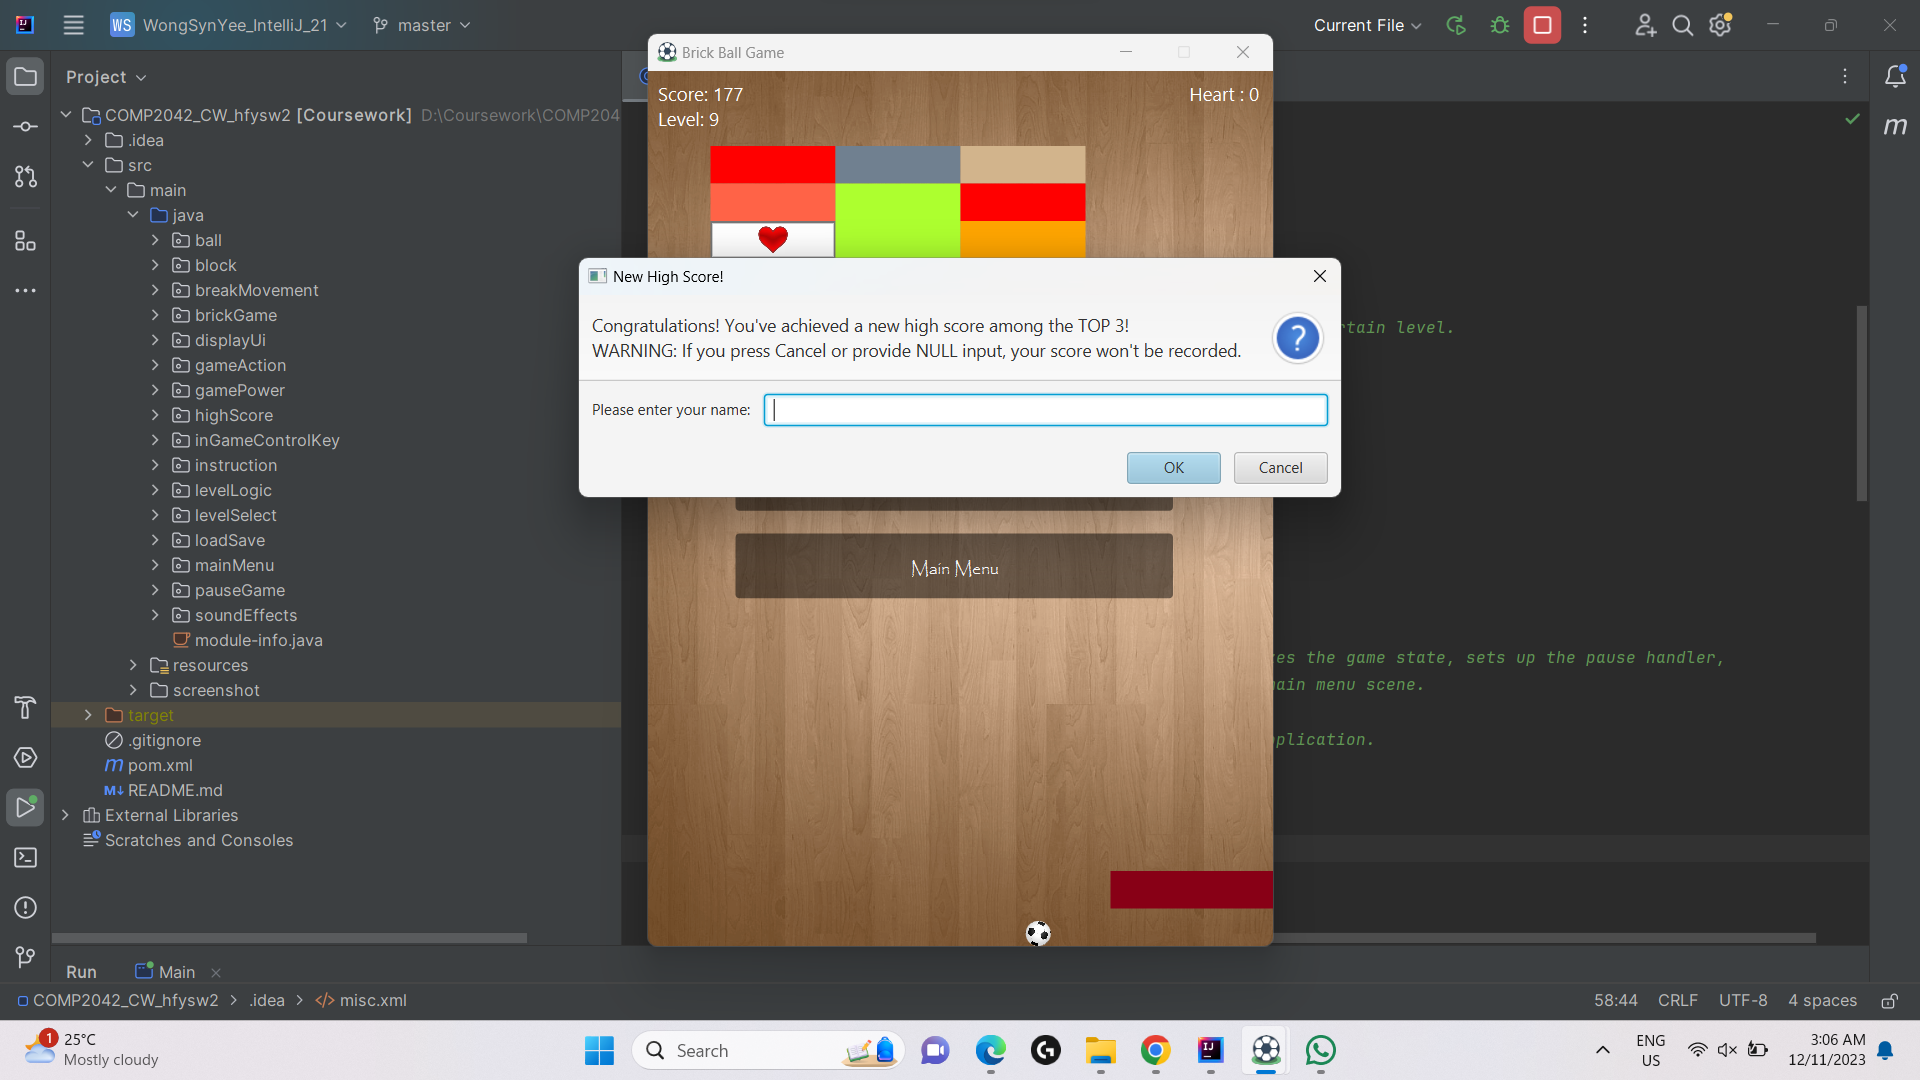 WS WongSynYee_IntelliJ_21 master
Current File
Project
COMP2042_CW_hfysw2 [Coursework] D:\Coursework\COMP204
.idea
src
main
java
ball
block
breakMovement
brickGame
displayUi
gameAction
gamePower
highScore
inGameControlKey
instruction
levelLogic
levelSelect
loadSave
mainMenu
pauseGame
soundEffects
module-info.java
resources
screenshot
target
.gitignore
m pom.xml
M↓ README.md
External Libraries
Scratches and Consoles
Brick Ball Game
Score: 177
Heart : 0
Level: 9
New High Score!
Congratulations! You've achieved a new high score among the TOP 3!
WARNING: If you press Cancel or provide NULL input, your score won't be recorded.
Please enter your name:
OK
Cancel
Main Menu
rtain level.
es the game state, sets up the pause handler,
ain menu scene.
plication.
m
Run
Main
COMP2042_CW_hfysw2 > .idea > </> misc.xml
58:44 CRLF UTF-8 4 spaces
1
25°C
Mostly cloudy
Search
ENG
US
3:06 AM
12/11/2023